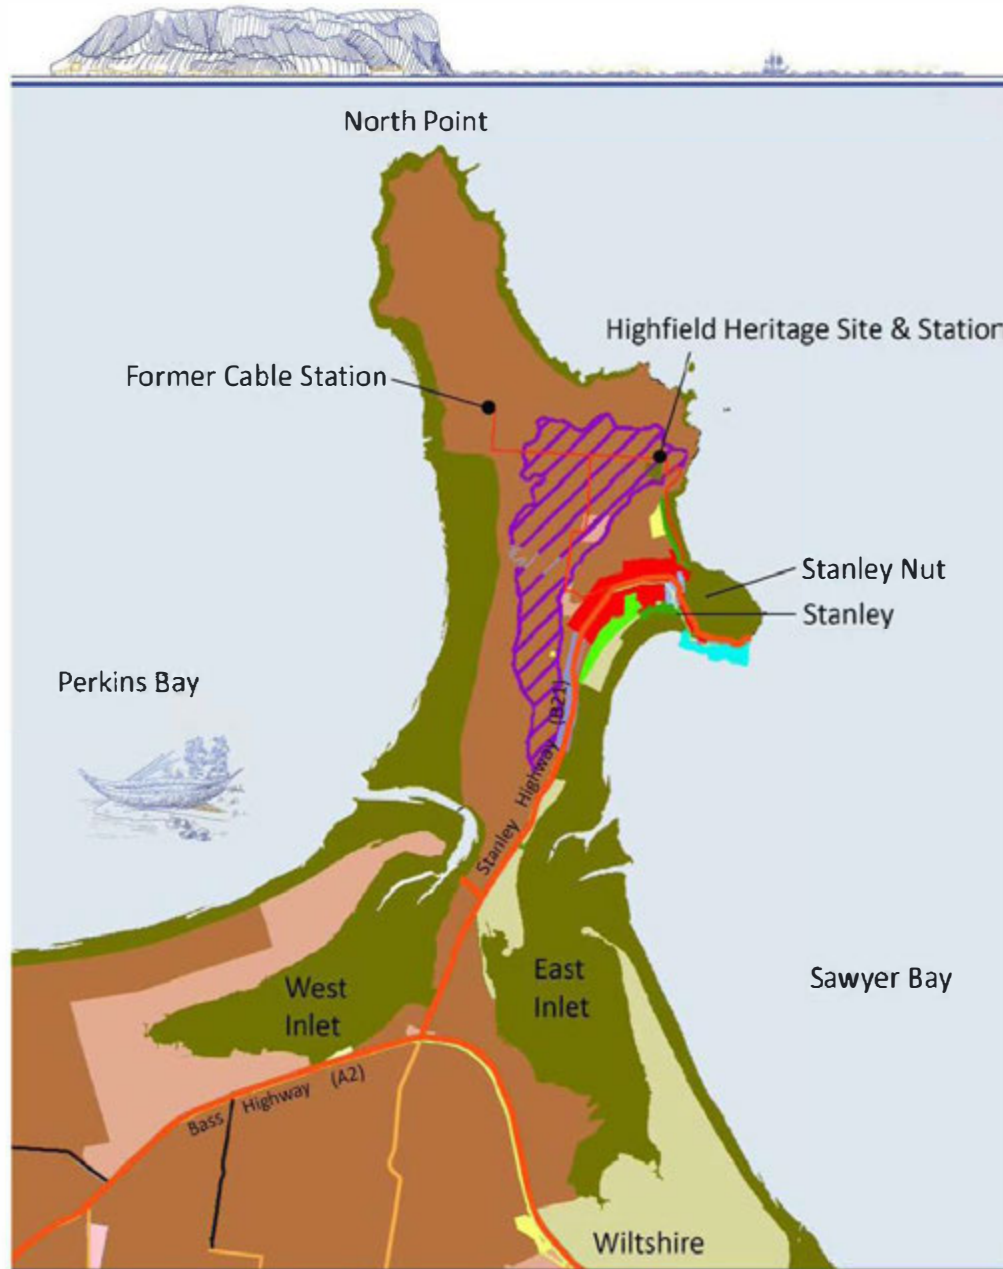 North Point
Highfield Heritage Site & Station
Former Cable Station
Stanley Nut
Stanley
Perkins Bay
Stanley Highway (B21)
West
Inlet
East
Inlet
Sawyer Bay
Bass Highway (A2)
Wiltshire